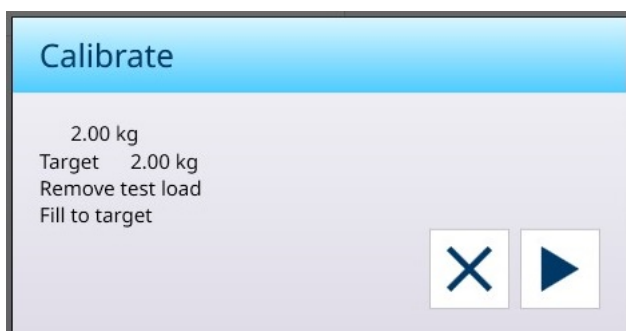 Calibrate
2.00 kg
Target 2.00 kg
Remove test load
Fill to target